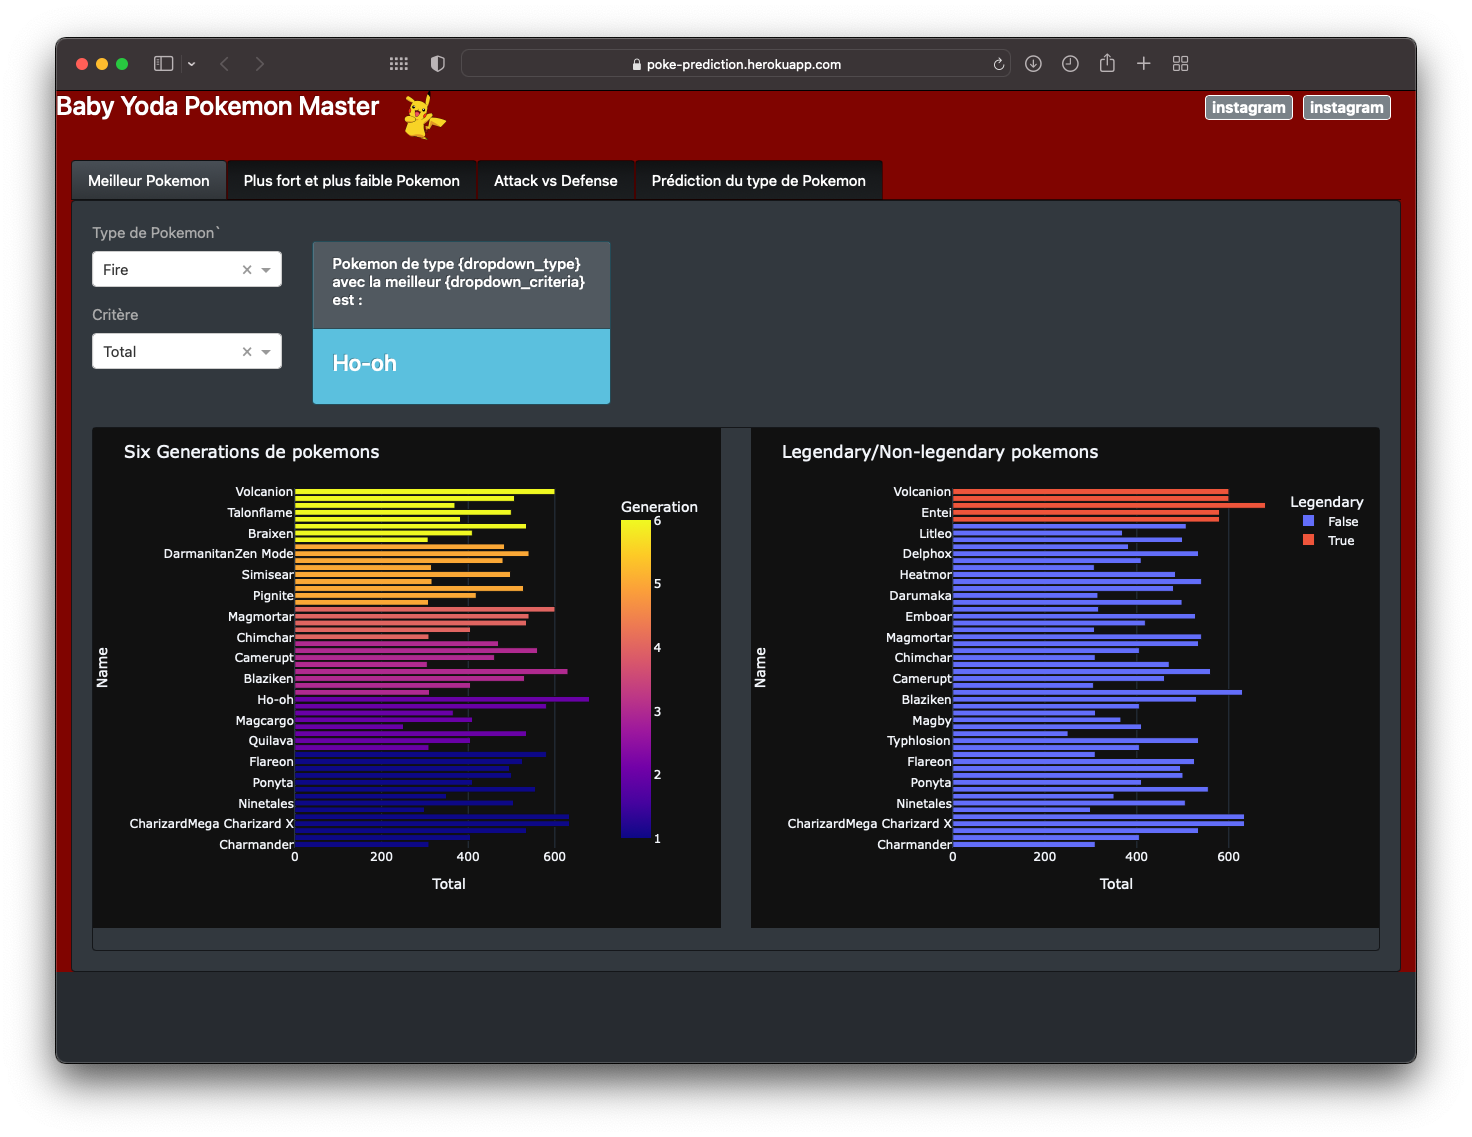 poke-prediction.herokuapp.com
Baby Yoda Pokemon Master
instagram
instagram
Meilleur Pokemon
Plus fort et plus faible Pokemon
Attack vs Defense
Prédiction du type de Pokemon
Type de Pokemon`
Fire
Critère
Total
Pokemon de type {dropdown_type}
avec la meilleur {dropdown_criteria}
est :
Ho-oh
Six Generations de pokemons
Volcanion
Talonflame
Braixen
DarmanitanZen Mode
Simisear
Pignite
Magmortar
Chimchar
Camerupt
Blaziken
Ho-oh
Magcargo
Quilava
Flareon
Ponyta
Ninetales
CharizardMega Charizard X
Charmander
0
200
400
600
Total
Name
Generation
6
5
4
3
2
1
Legendary/Non-legendary pokemons
Volcanion
Entei
Litleo
Delphox
Heatmor
Darumaka
Emboar
Magmortar
Chimchar
Camerupt
Blaziken
Magby
Typhlosion
Flareon
Ponyta
Ninetales
CharizardMega Charizard X
Charmander
0
200
400
600
Total
Name
Legendary
False
True